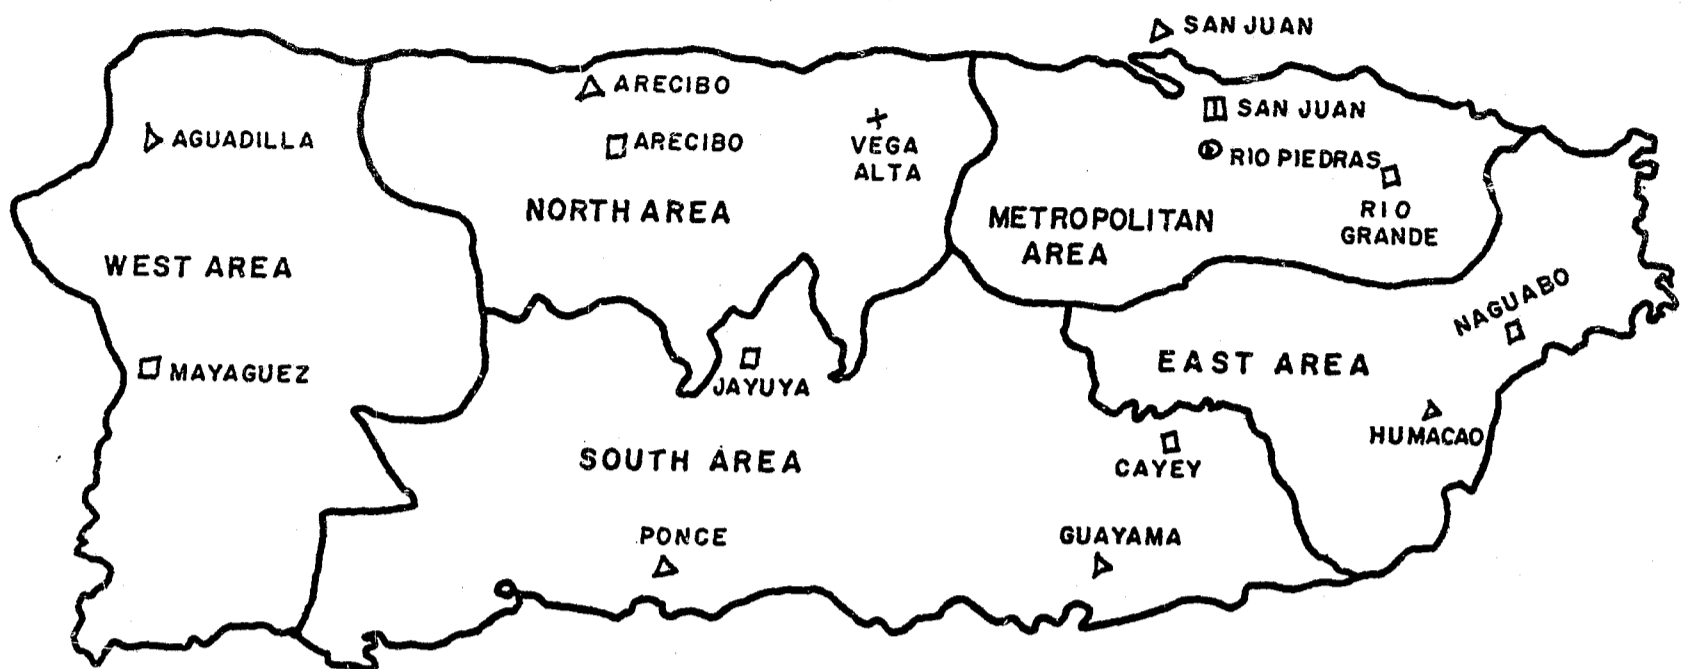 SAN JUAN
ARECIBO
SAN JUAN
AGUADILLA
ARECIBO
VEGA
ALTA
RIO PIEDRAS
NORTH AREA
METROPOLITAN
AREA
RIO
GRANDE
WEST AREA
NAGUABO
MAYAGUEZ
JAYUYA
EAST AREA
HUMACAO
SOUTH AREA
CAYEY
PONCE
GUAYAMA